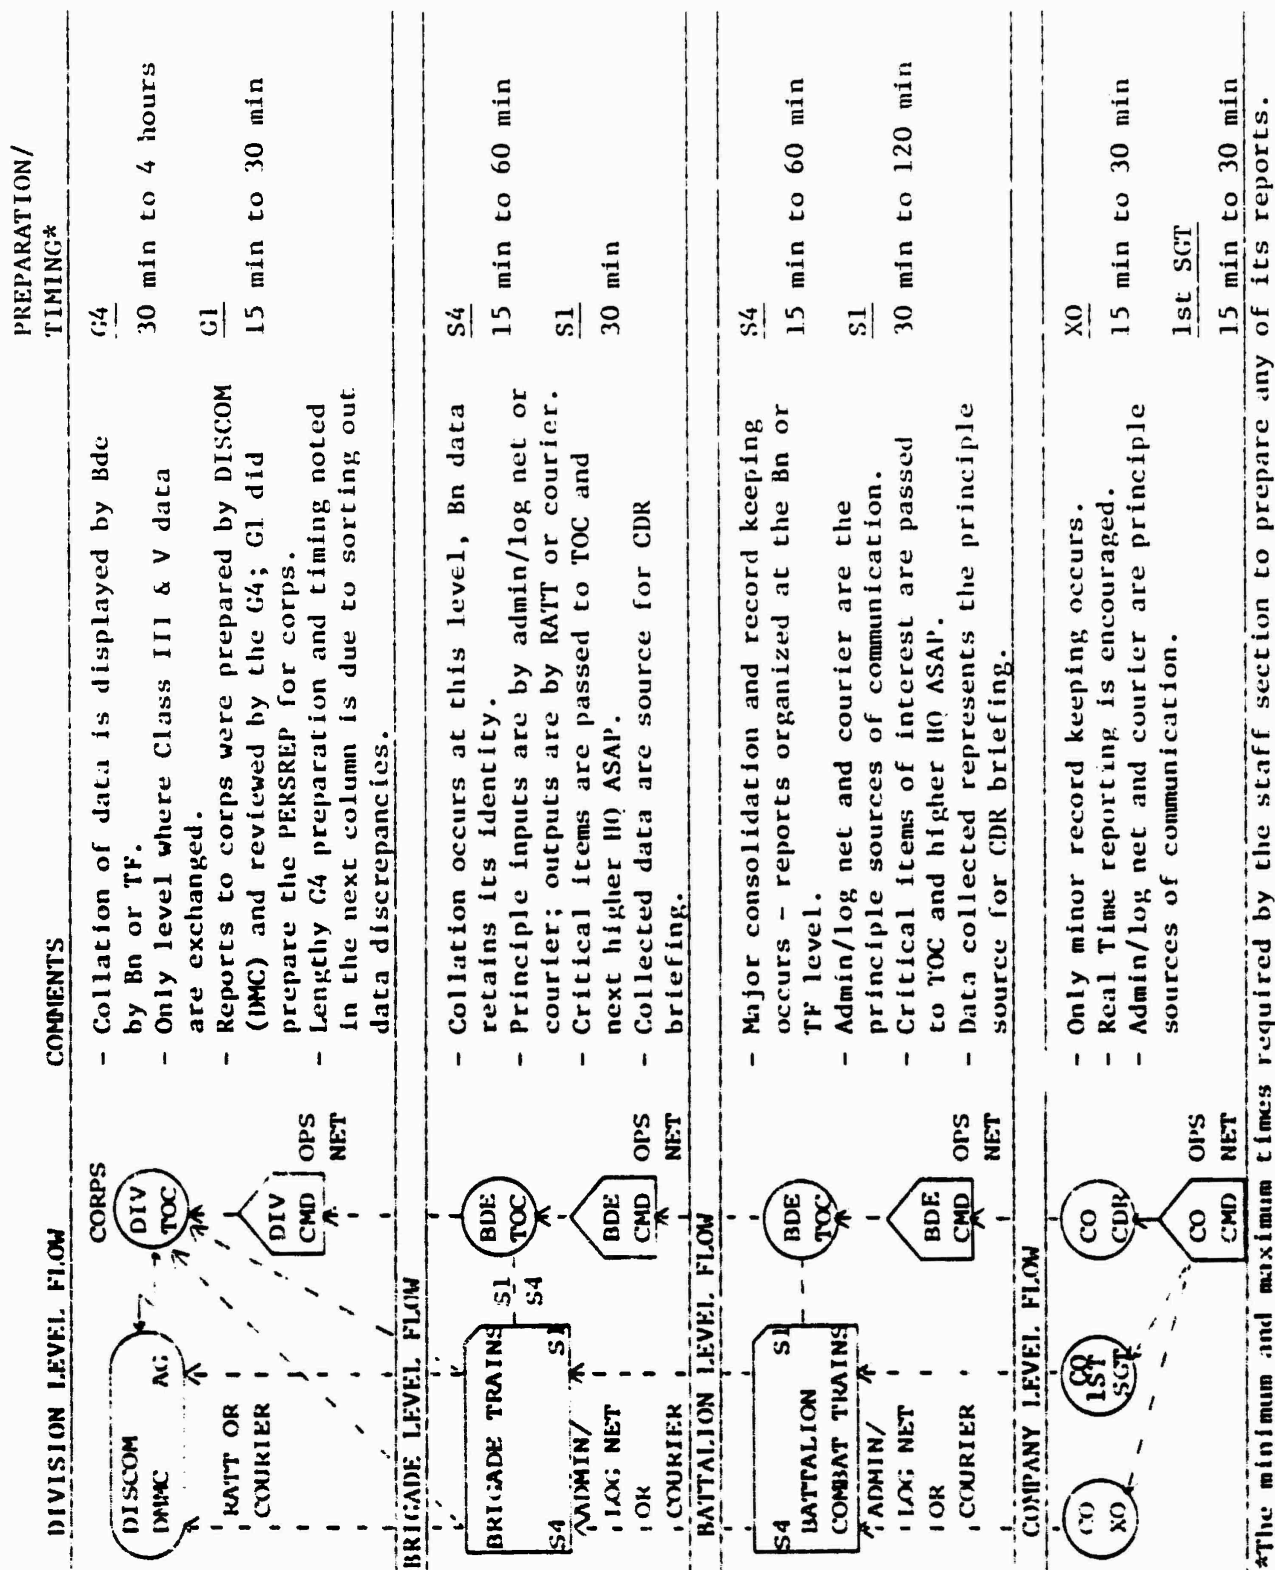 PREPARATION/
DIVISION LEVEL FLOW COMMENTS TIMING*
CORPS
DISCOM
DMMC AG
DIV
TOC
RATT OR
COURIER
DIV
CMD
OPS
NET
- Collation of data is displayed by Bde
by Bn or TF.
- Only level where Class III & V data
are exchanged.
- Reports to corps were prepared by DISCOM
(DMC) and reviewed by the G4; G1 did
prepare the PERSREP for corps.
- Lengthy G4 preparation and timing noted
in the next column is due to sorting out
data discrepancies.
G4
30 min to 4 hours
G1
15 min to 30 min
BRIGADE LEVEL FLOW
BRIGADE TRAINS
S4 S1
S1
S4
BDE
TOC
ADMIN/
LOG NET
OR
COURIER
BDE
CMD
OPS
NET
- Collation occurs at this level, Bn data
retains its identity.
- Principle inputs are by admin/log net or
courier; outputs are by RATT or courier.
- Critical items are passed to TOC and
next higher HQ ASAP.
- Collected data are source for CDR
briefing.
S4
15 min to 60 min
S1
30 min
BATTALION LEVEL FLOW
S4 S1
BATTALION
COMBAT TRAINS
BDE
TOC
ADMIN/
LOG NET
OR
COURIER
BDE
CMD
OPS
NET
- Major consolidation and record keeping
occurs - reports organized at the Bn or
TF level.
- Admin/log net and courier are the
principle sources of communication.
- Critical items of interest are passed
to TOC and higher HQ ASAP.
- Data collected represents the principle
source for CDR briefing.
S4
15 min to 60 min
S1
30 min to 120 min
COMPANY LEVEL FLOW
CO
XO
CO
1ST
SGT
CO
CDR
CO
CMD
OPS
NET
- Only minor record keeping occurs.
- Real Time reporting is encouraged.
- Admin/log net and courier are principle
sources of communication.
XO
15 min to 30 min
1st SGT
15 min to 30 min
*The minimum and maximum times required by the staff section to prepare any of its reports.